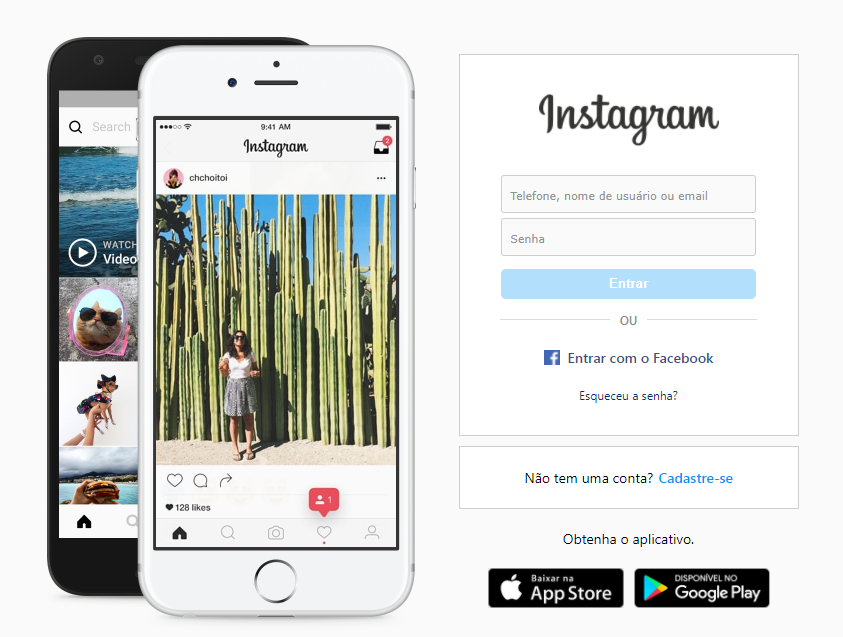 Search
WATCH
Video
9:41 AM
Instagram
2
chchoitoi
128 likes
1
Instagram
Telefone, nome de usuário ou email
Senha
Entrar
OU
Entrar com o Facebook
Esqueceu a senha?
Não tem uma conta? Cadastre-se
Obtenha o aplicativo.
Baixar na
App Store
DISPONÍVEL NO
Google Play